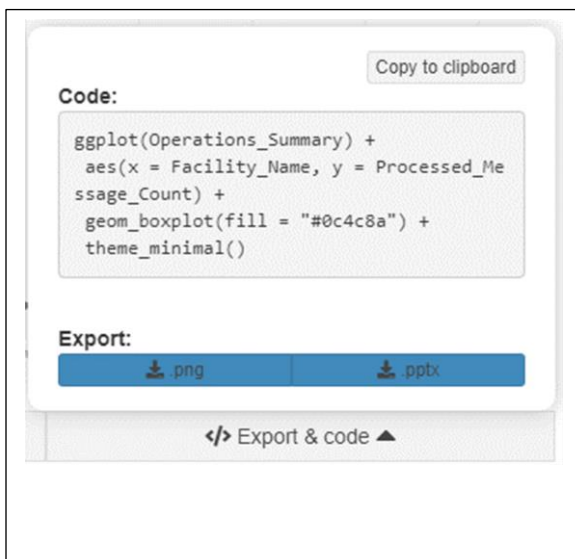 Copy to clipboard
Code:
ggplot(Operations_Summary) +
 aes(x = Facility_Name, y = Processed_Me
ssage_Count) +
 geom_boxplot(fill = "#0c4c8a") +
 theme_minimal()
Export:
.png .pptx
</> Export & code